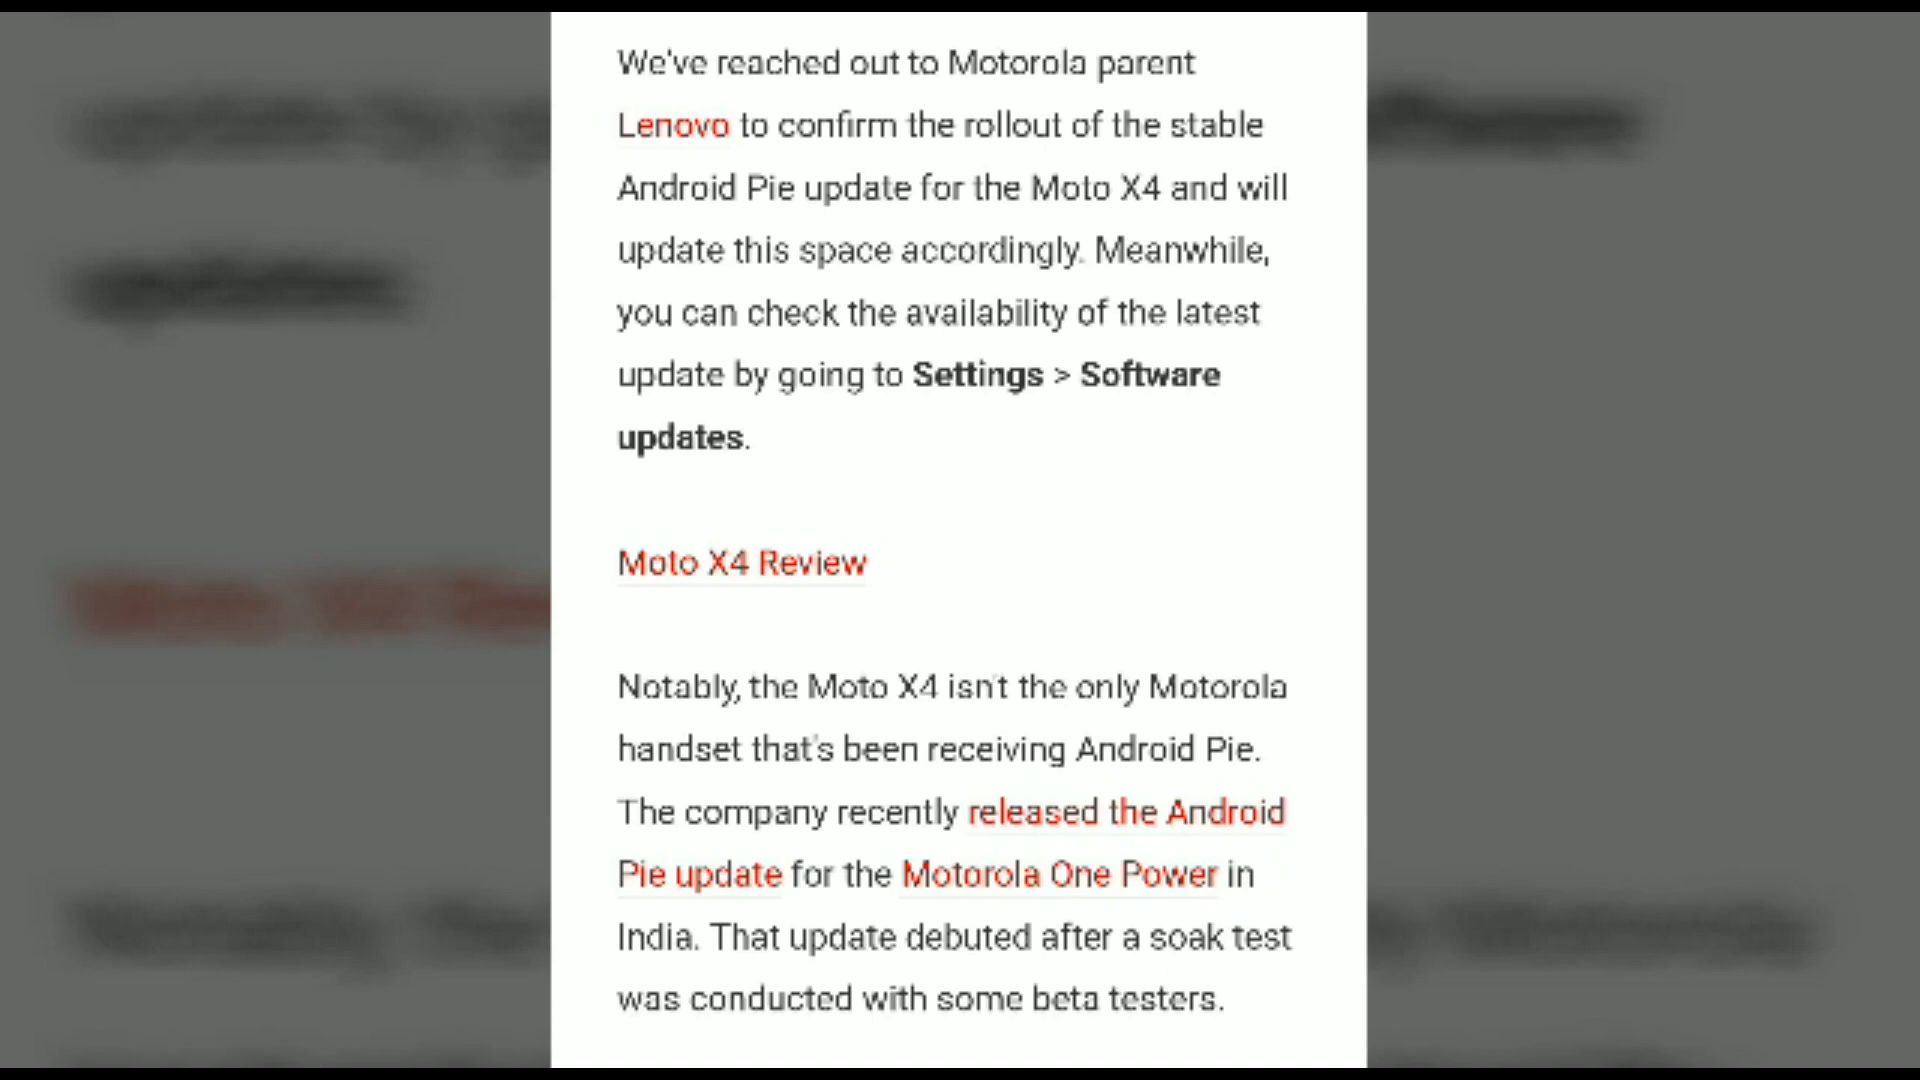 We've reached out to Motorola parent
Lenovo to confirm the rollout of the stable
Android Pie update for the Moto X4 and will
update this space accordingly. Meanwhile,
you can check the availability of the latest
update by going to Settings > Software
updates.
Moto X4 Review
Notably, the Moto X4 isn't the only Motorola
handset that's been receiving Android Pie.
The company recently released the Android
Pie update for the Motorola One Power in
India. That update debuted after a soak test
was conducted with some beta testers.